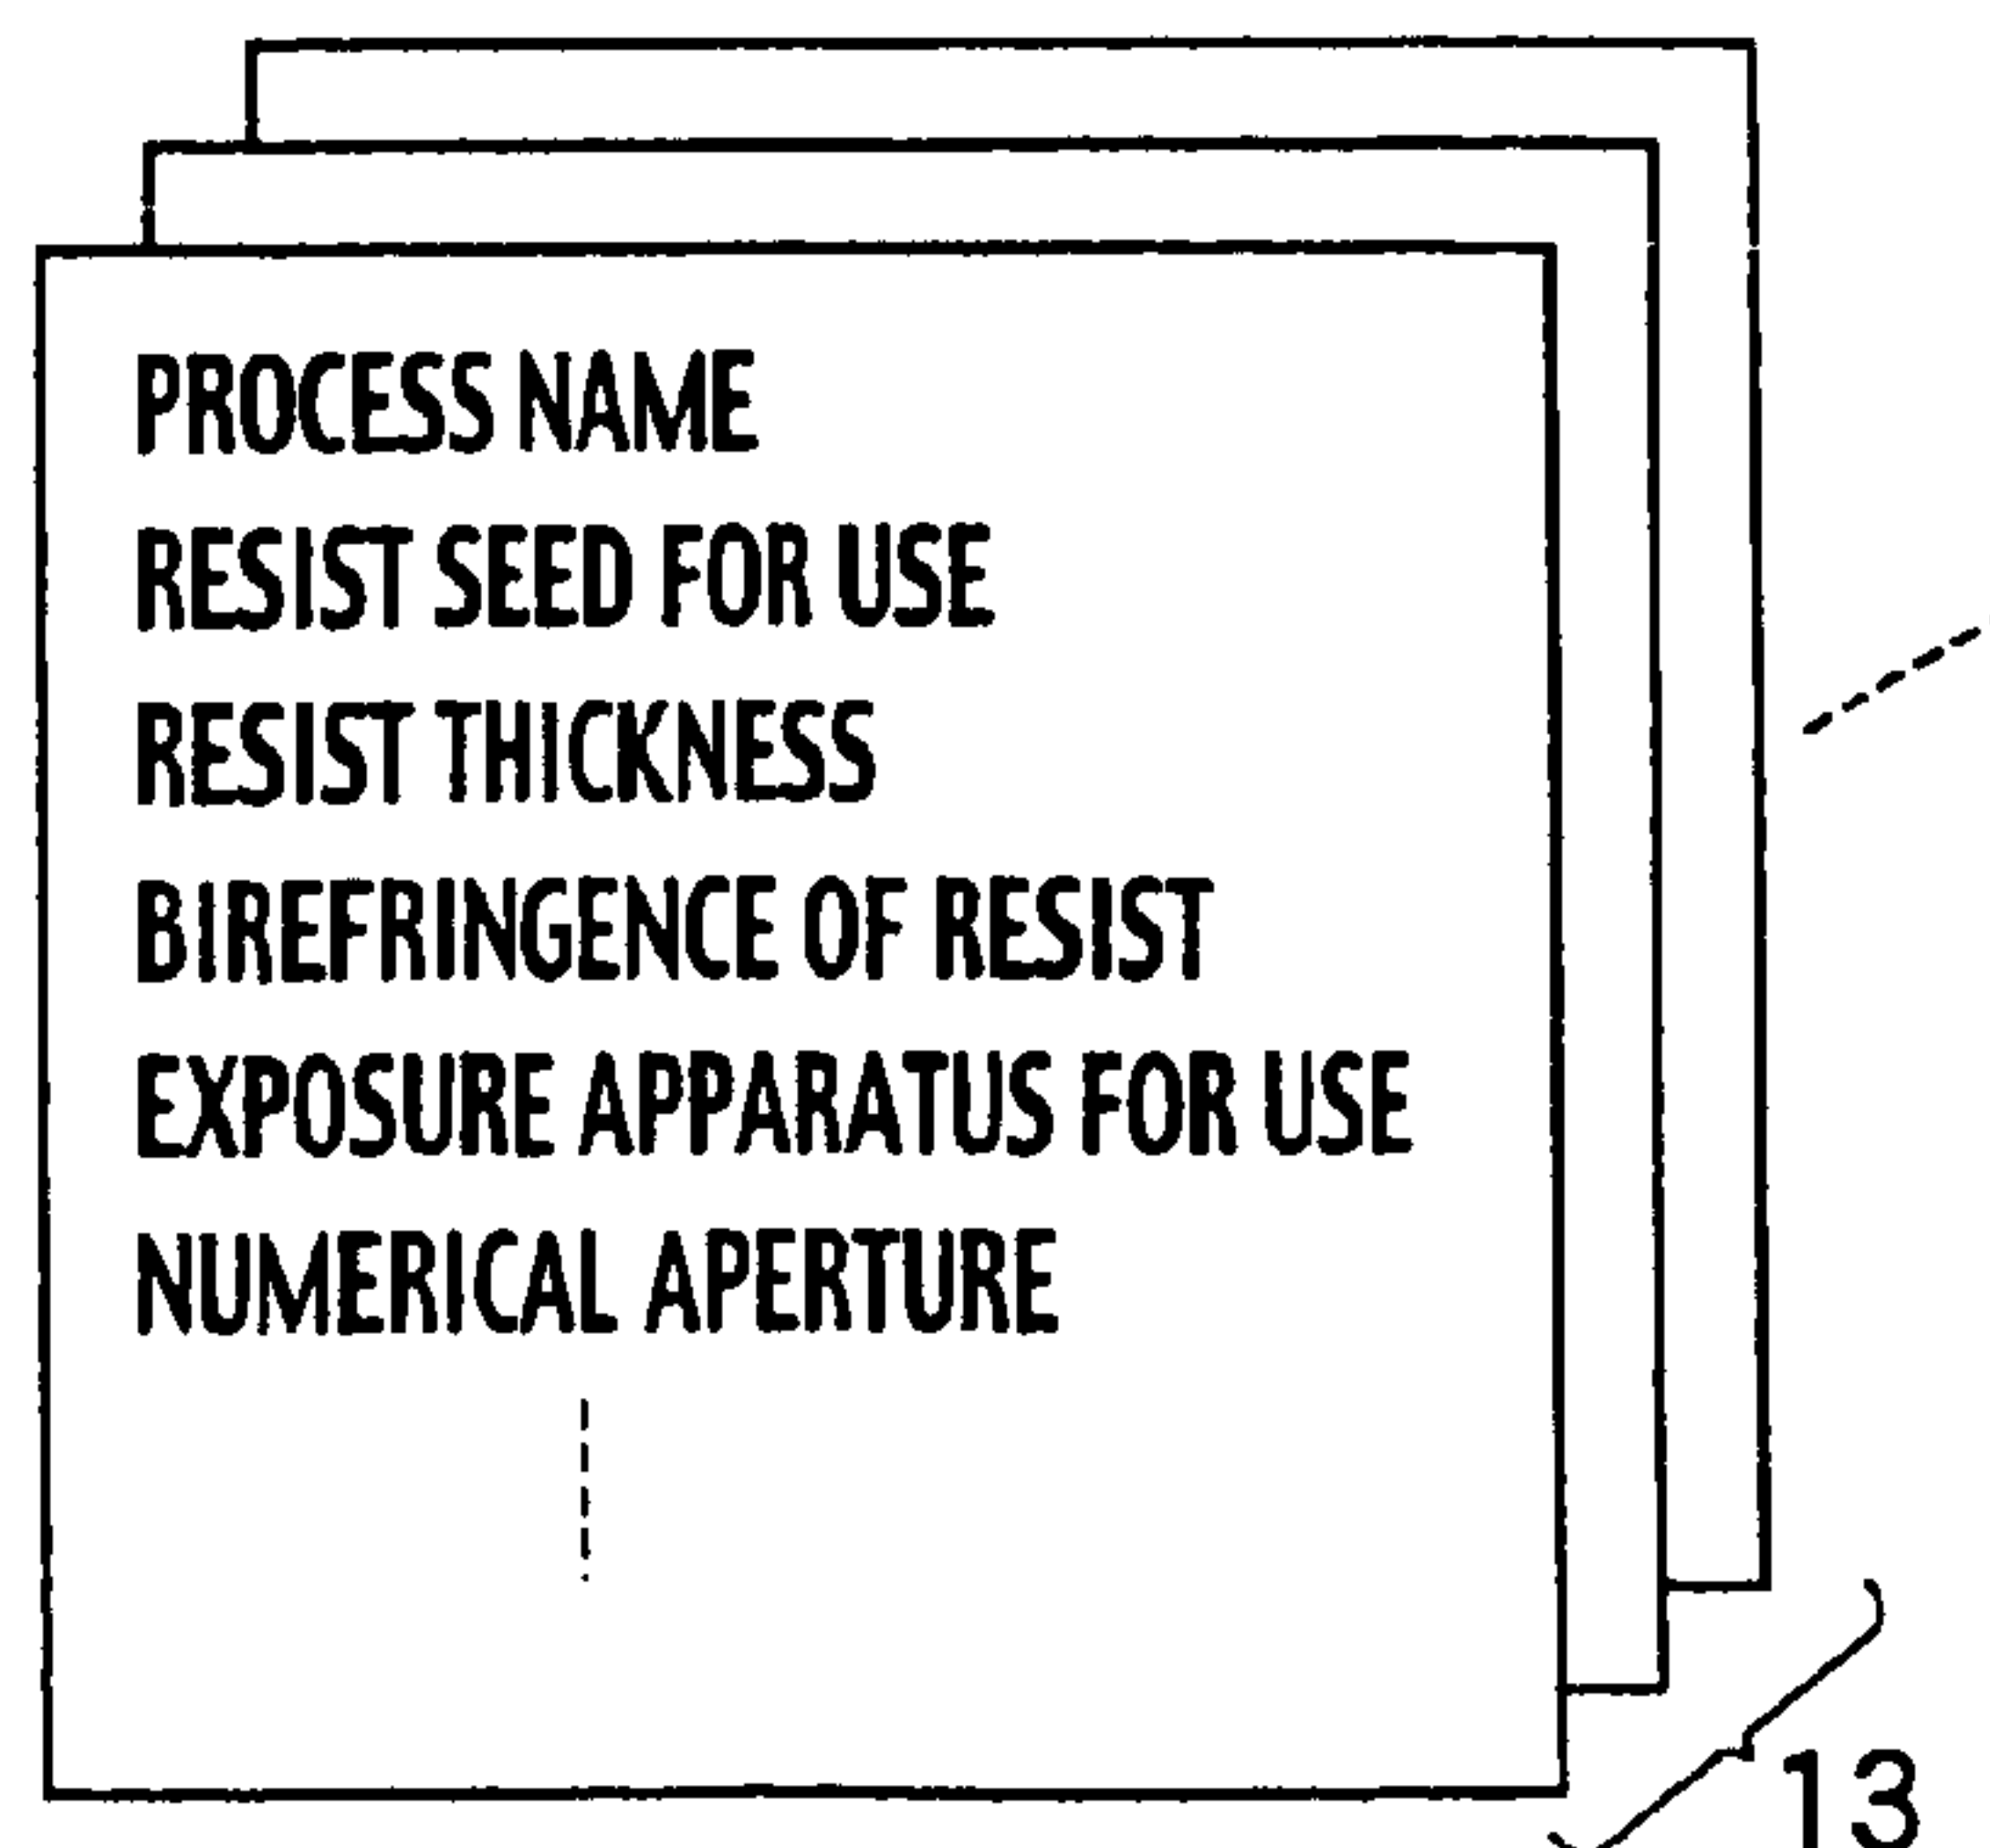 PROCESS NAME
RESIST SEED FOR USE
RESIST THICKNESS
BIREFRINGENCE OF RESIST
EXPOSURE APPARATUS FOR USE
NUMERICAL APERTURE
13